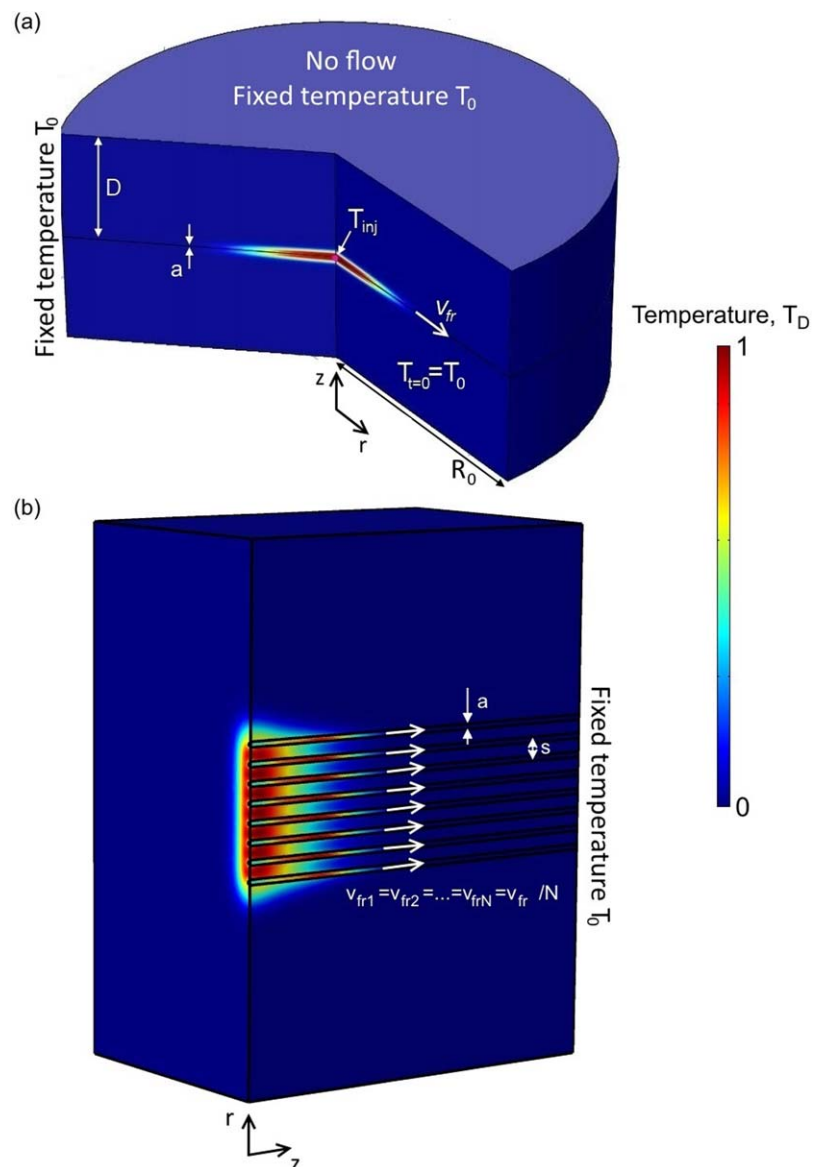 (a)
No flow
Fixed temperature T0
Fixed temperature T0
D
a
Tinj
vfr
Tt=0=T0
z
r
R0
Temperature, TD
1
0
(b)
a
s
Fixed temperature T0
vfr1=vfr2=...=vfrN=vfr /N
r
z